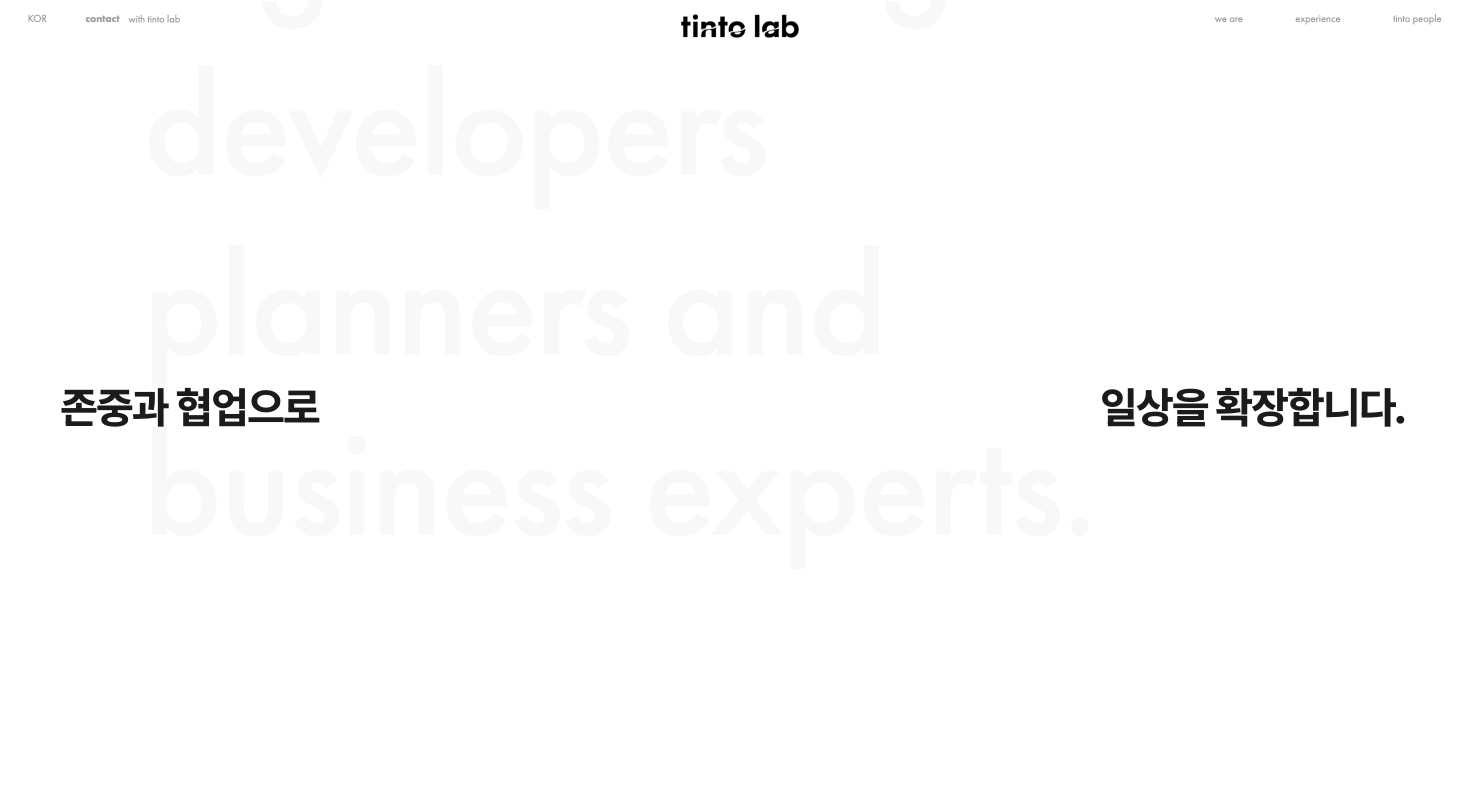 KOR contact with tinto lab tinto lab we are experience tinto people
developers
planners and
존중과 협업으로 일상을 확장합니다.
business experts.